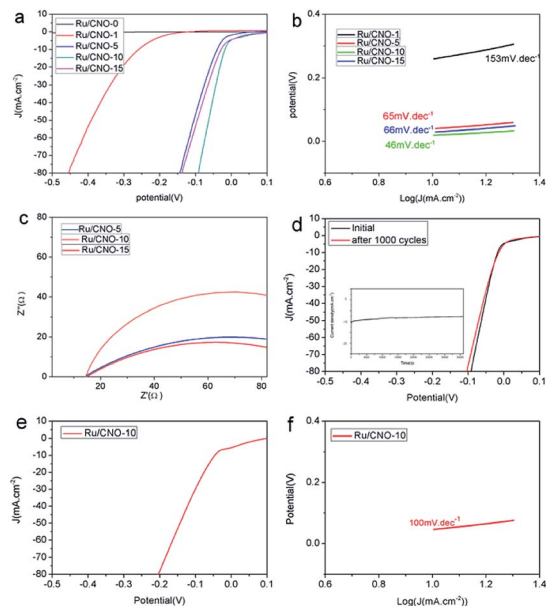 a
Ru/CNO-0
Ru/CNO-1
Ru/CNO-5
Ru/CNO-10
Ru/CNO-15
J(mA.cm⁻²)
10
0
-10
-20
-30
-40
-50
-60
-70
-80
-0.5
-0.4
-0.3
-0.2
-0.1
0.0
0.1
potential(V)
b
Ru/CNO-1
Ru/CNO-5
Ru/CNO-10
Ru/CNO-15
153mV.dec⁻¹
65mV.dec⁻¹
66mV.dec⁻¹
46mV.dec⁻¹
potential(V)
0.4
0.2
0.0
0.6
0.8
1.0
1.2
1.4
Log(J(mA.cm⁻²))
c
Ru/CNO-5
Ru/CNO-10
Ru/CNO-15
Z''(Ω)
80
60
40
20
0
0
20
40
60
80
Z'(Ω)
d
Initial
after 1000 cycles
J(mA.cm⁻²)
10
0
-10
-20
-30
-40
-50
-60
-70
-80
Time(s)
-0.5
-0.4
-0.3
-0.2
-0.1
0.0
0.1
Potential(V)
e
Ru/CNO-10
J(mA.cm⁻²)
10
0
-10
-20
-30
-40
-50
-60
-70
-80
-0.5
-0.4
-0.3
-0.2
-0.1
0.0
0.1
Potential(V)
f
Ru/CNO-10
100mV.dec⁻¹
Potential(V)
0.4
0.2
0.0
0.6
0.8
1.0
1.2
1.4
Log(J(mA.cm⁻²))